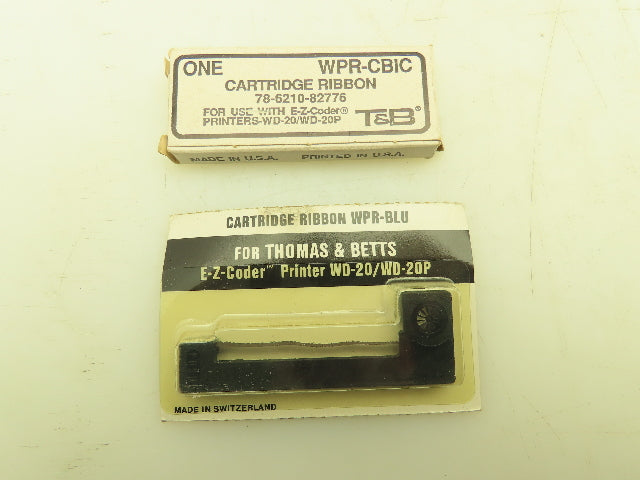 ONE WPR-CBIC
CARTRIDGE RIBBON
78-6210-82776
FOR USE WITH E-Z-Coder®
PRINTERS-WD-20/WD-20P T&B®
MADE IN U.S.A. PRINTED IN U.S.A.
CARTRIDGE RIBBON WPR-BLU
FOR THOMAS & BETTS
E-Z-Coder™ Printer WD-20/WD-20P
MADE IN SWITZERLAND